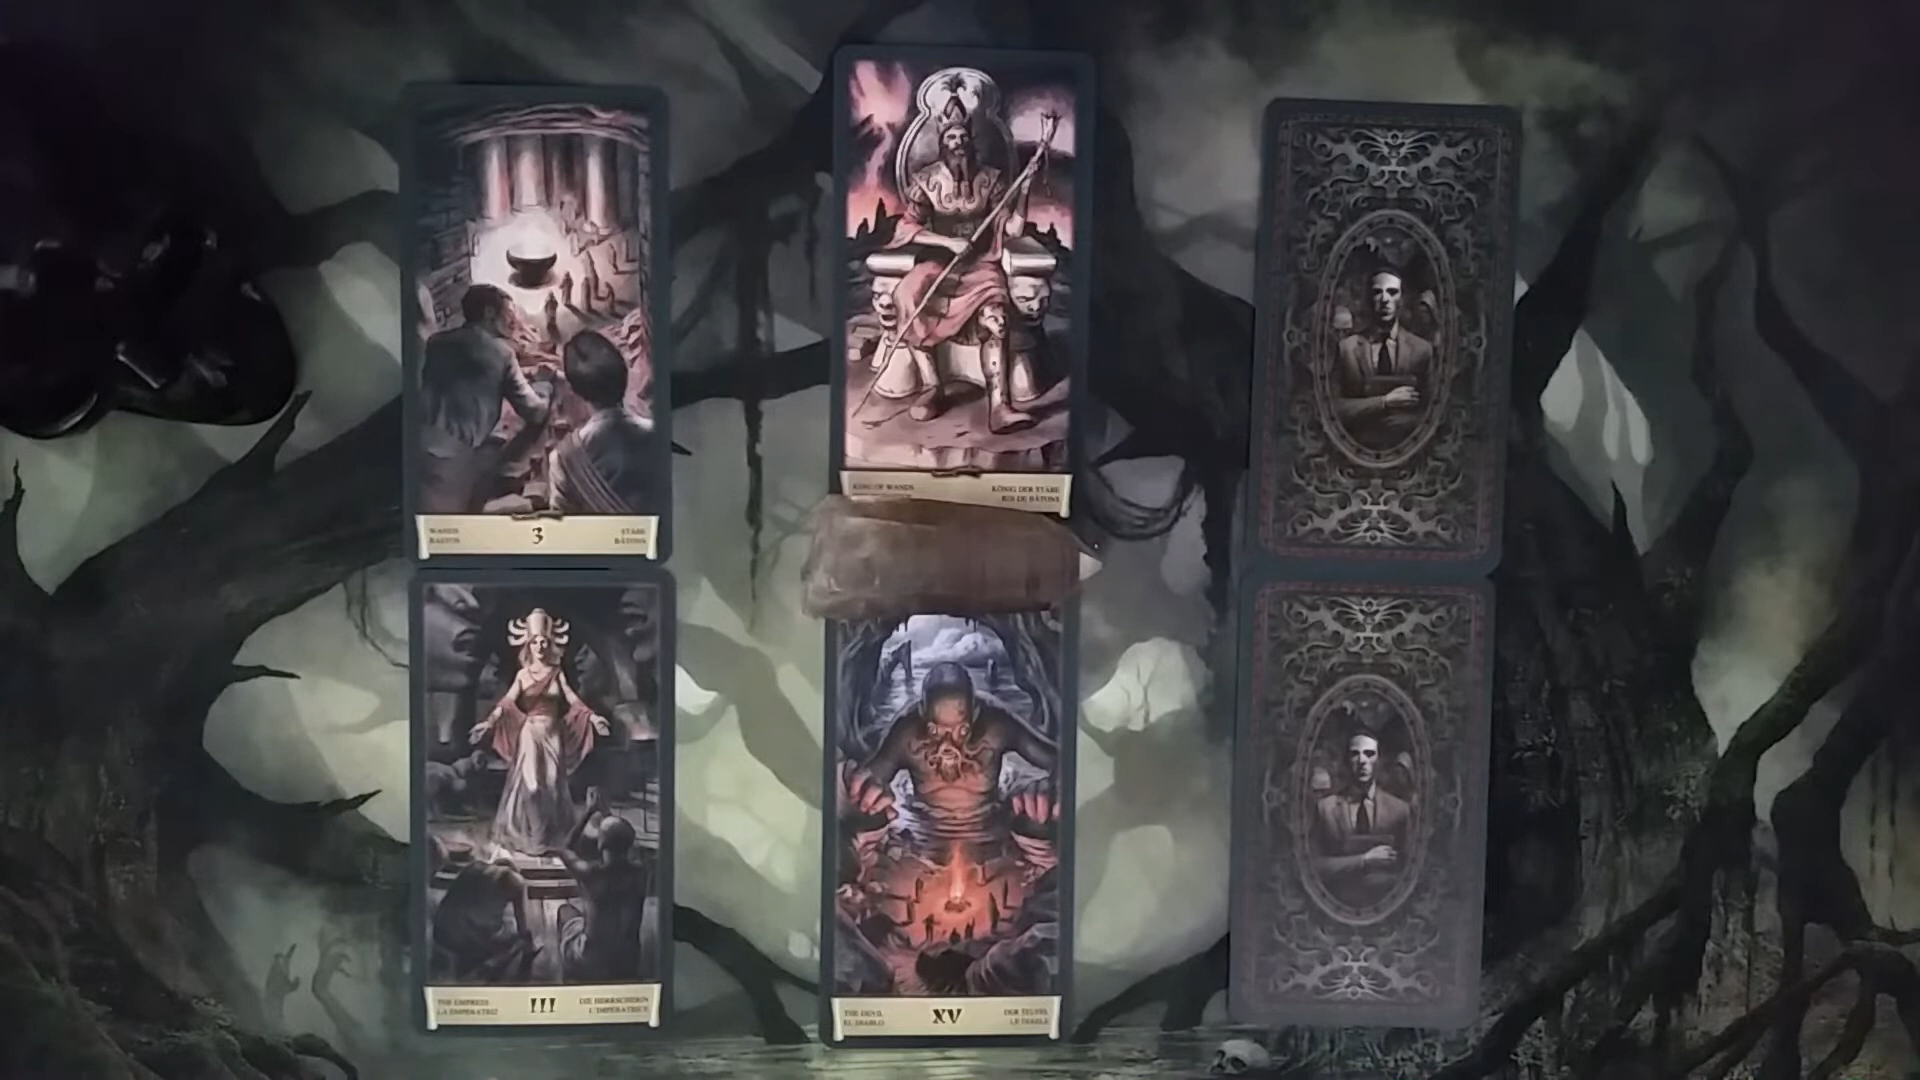 WANDS 3 STÄBE
BASTOS BÂTONS
KING OF WANDS KÖNIG DER STÄBE
ROI DE BÂTONS
THE EMPRESS III DIE HERRSCHERIN
LA EMPERATRIZ L'IMPÉRATRICE
THE DEVIL XV DER TEUFEL
EL DIABLO LE DIABLE